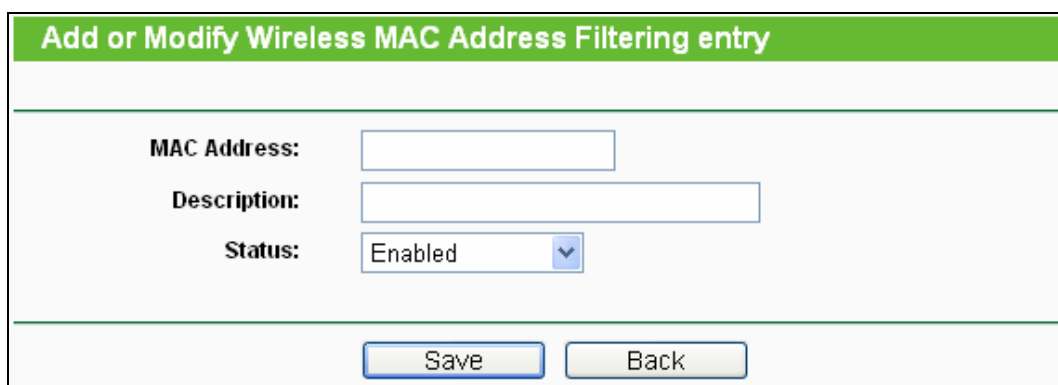 Add or Modify Wireless MAC Address Filtering entry
MAC Address:
Description:
Status: Enabled
Save Back